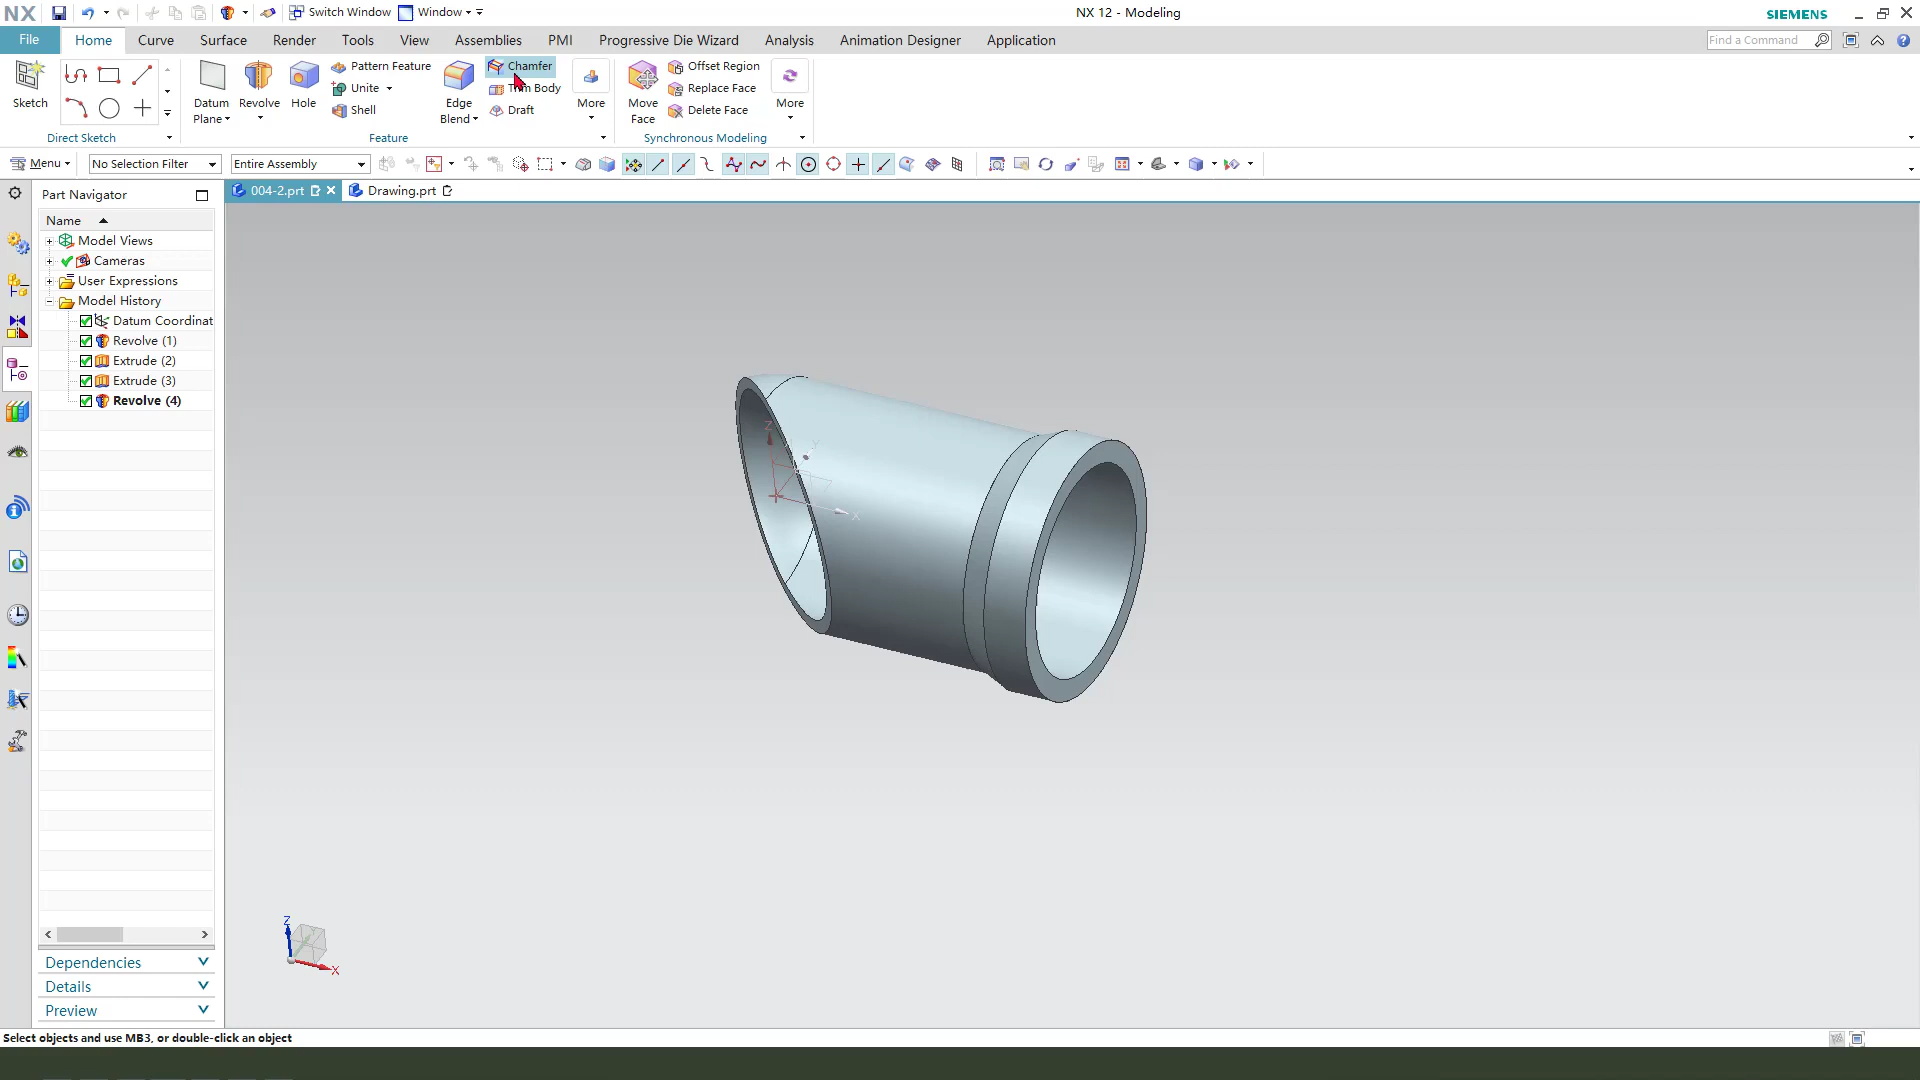 NX Switch Window Window NX 12 - Modeling SIEMENS
File Home Curve Surface Render Tools View Assemblies PMI Progressive Die Wizard Analysis Animation Designer Application Find a Command
Sketch
Direct Sketch
Datum Plane
Revolve
Hole
Pattern Feature
Unite
Shell
Edge Blend
Chamfer
Trim Body
Draft
More
Feature
Move Face
Offset Region
Replace Face
Delete Face
More
Synchronous Modeling
Menu No Selection Filter Entire Assembly
Part Navigator 004-2.prt Drawing.prt
Name
Model Views
Cameras
User Expressions
Model History
Datum Coordinat
Revolve (1)
Extrude (2)
Extrude (3)
Revolve (4)
Z
Y
X
Z
X
Dependencies
Details
Preview
Select objects and use MB3, or double-click an object